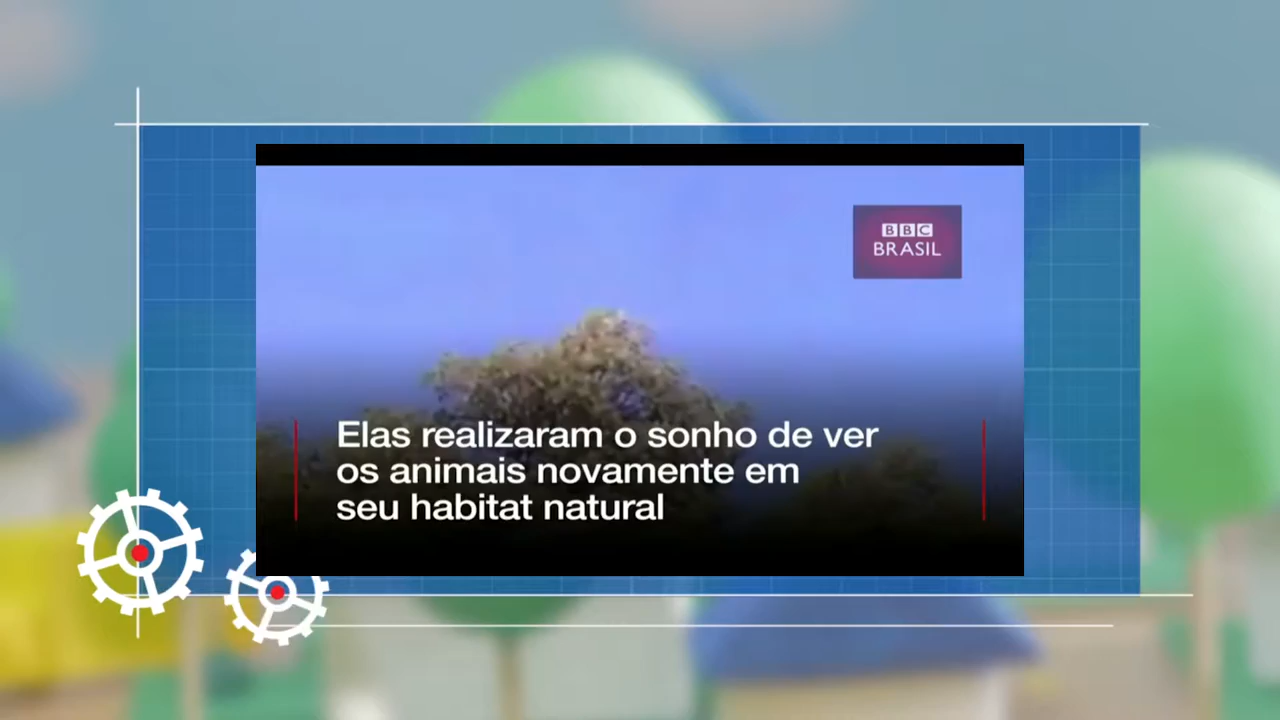 BBC
BRASIL
Elas realizaram o sonho de ver
os animais novamente em
seu habitat natural